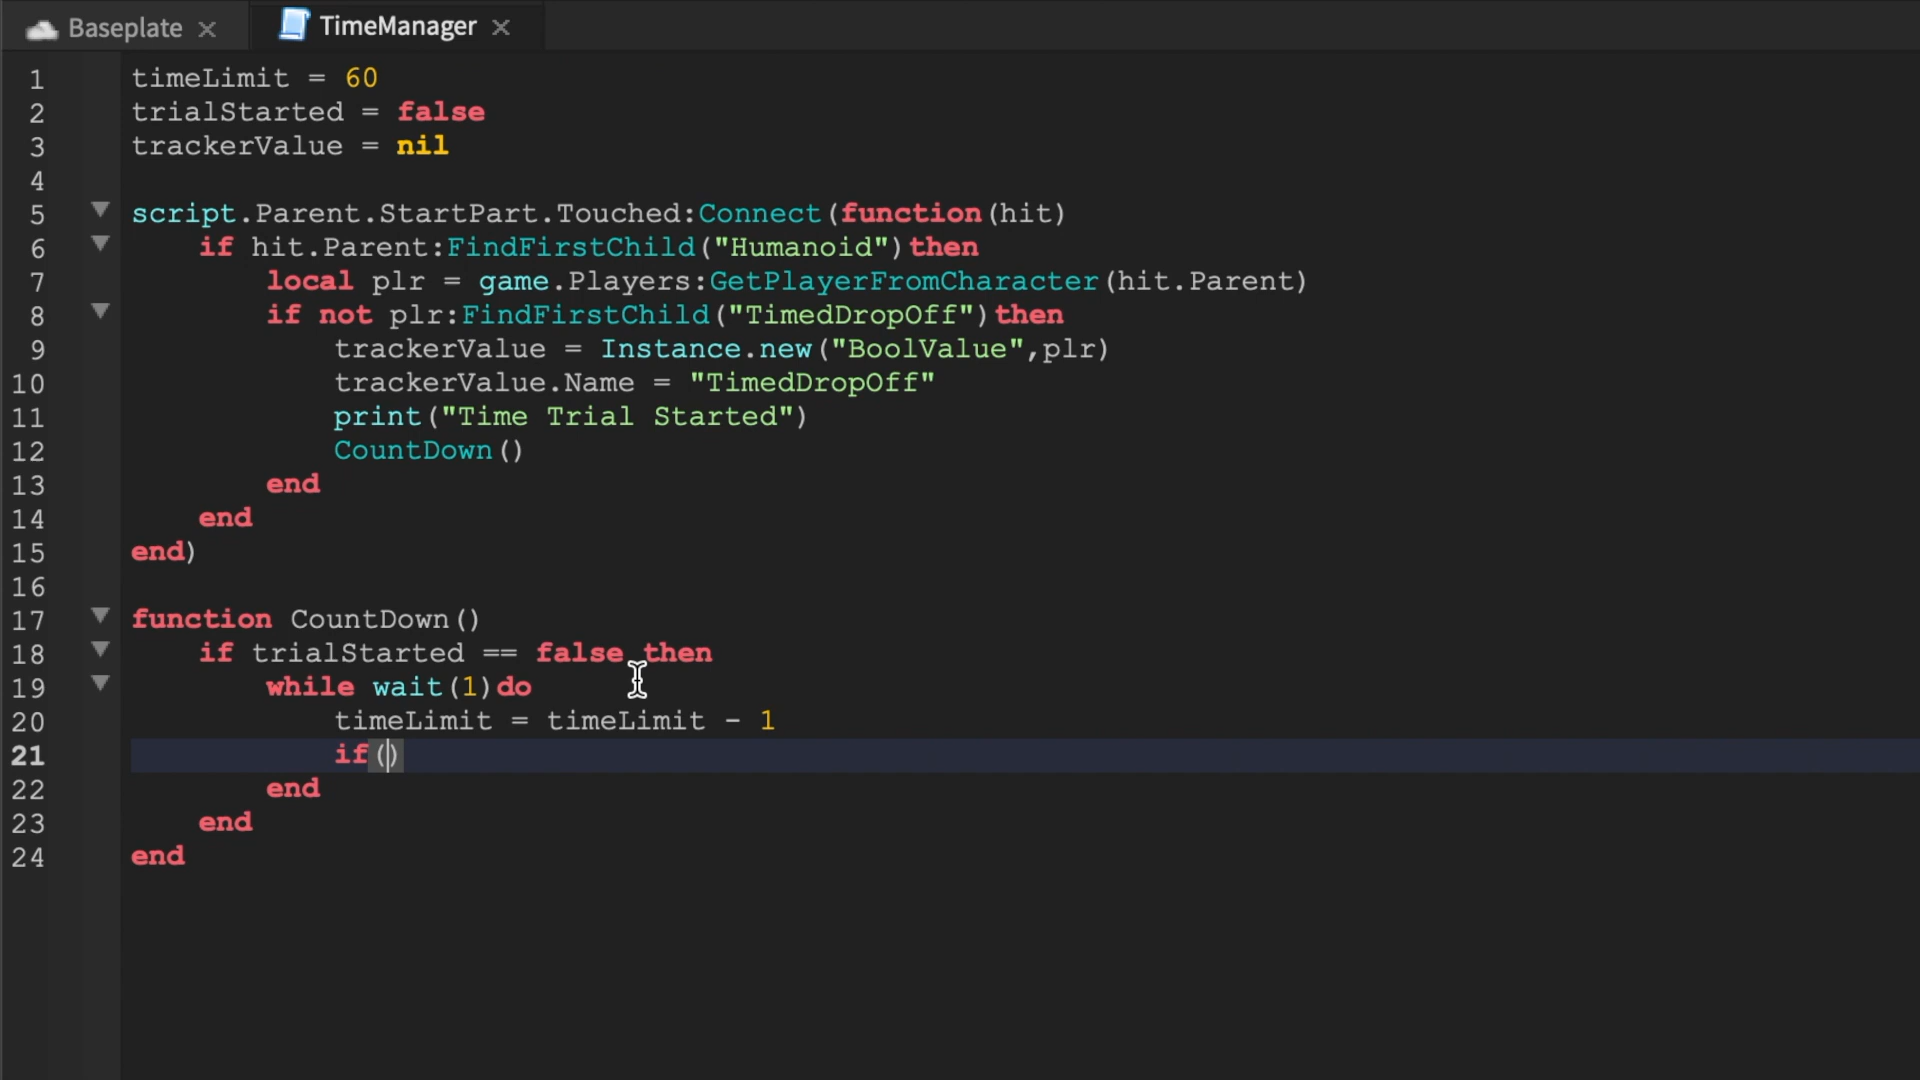 Baseplate × TimeManager ×
1 timeLimit = 60
2 trialStarted = false
3 trackerValue = nil
4
5 script.Parent.StartPart.Touched:Connect(function(hit)
6 if hit.Parent:FindFirstChild("Humanoid")then
7 local plr = game.Players:GetPlayerFromCharacter(hit.Parent)
8 if not plr:FindFirstChild("TimedDropOff")then
9 trackerValue = Instance.new("BoolValue",plr)
10 trackerValue.Name = "TimedDropOff"
11 print("Time Trial Started")
12 CountDown()
13 end
14 end
15 end)
16
17 function CountDown()
18 if trialStarted == false then
19 while wait(1)do
20 timeLimit = timeLimit - 1
21 if()
22 end
23 end
24 end